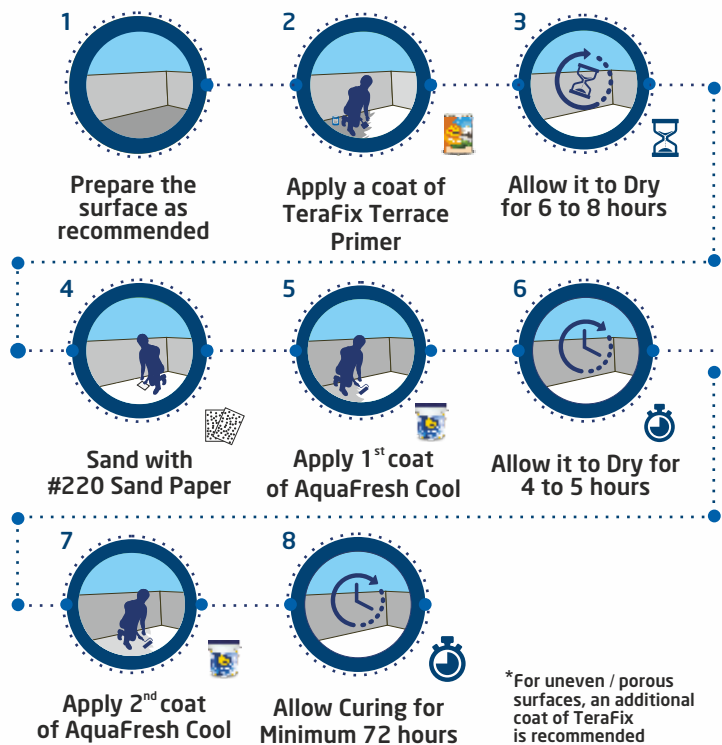 1
Prepare the
surface as
recommended
2
Apply a coat of
TeraFix Terrace
Primer
3
Allow it to Dry
for 6 to 8 hours
4
Sand with
#220 Sand Paper
5
Apply 1st coat
of AquaFresh Cool
6
Allow it to Dry for
4 to 5 hours
7
Apply 2nd coat
of AquaFresh Cool
8
Allow Curing for
Minimum 72 hours
*For uneven / porous
surfaces, an additional
coat of TeraFix
is recommended